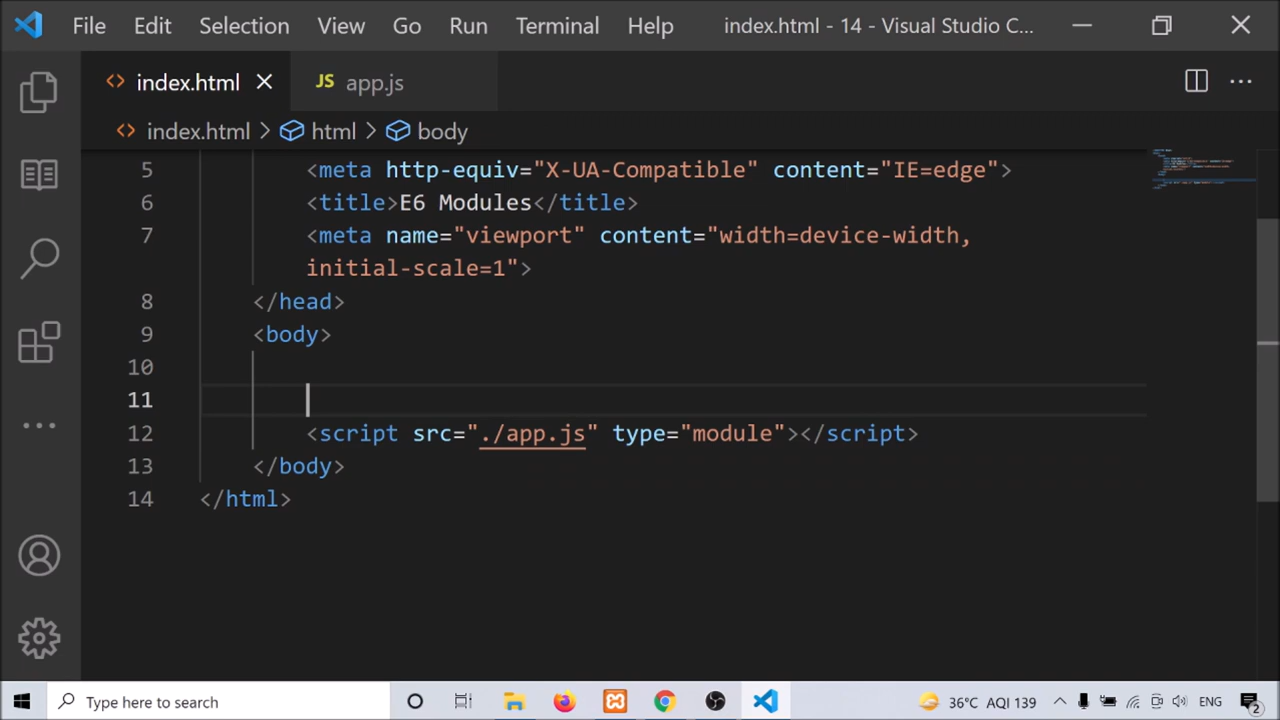 File Edit Selection View Go Run Terminal Help index.html - 14 - Visual Studio C...
index.html JS app.js
index.html > html > body
5 <meta http-equiv="X-UA-Compatible" content="IE=edge">
6 <title>E6 Modules</title>
7 <meta name="viewport" content="width=device-width,
initial-scale=1">
8 </head>
9 <body>
10
11
12 <script src="./app.js" type="module"></script>
13 </body>
14 </html>
Type here to search 36°C AQI 139 ENG 2